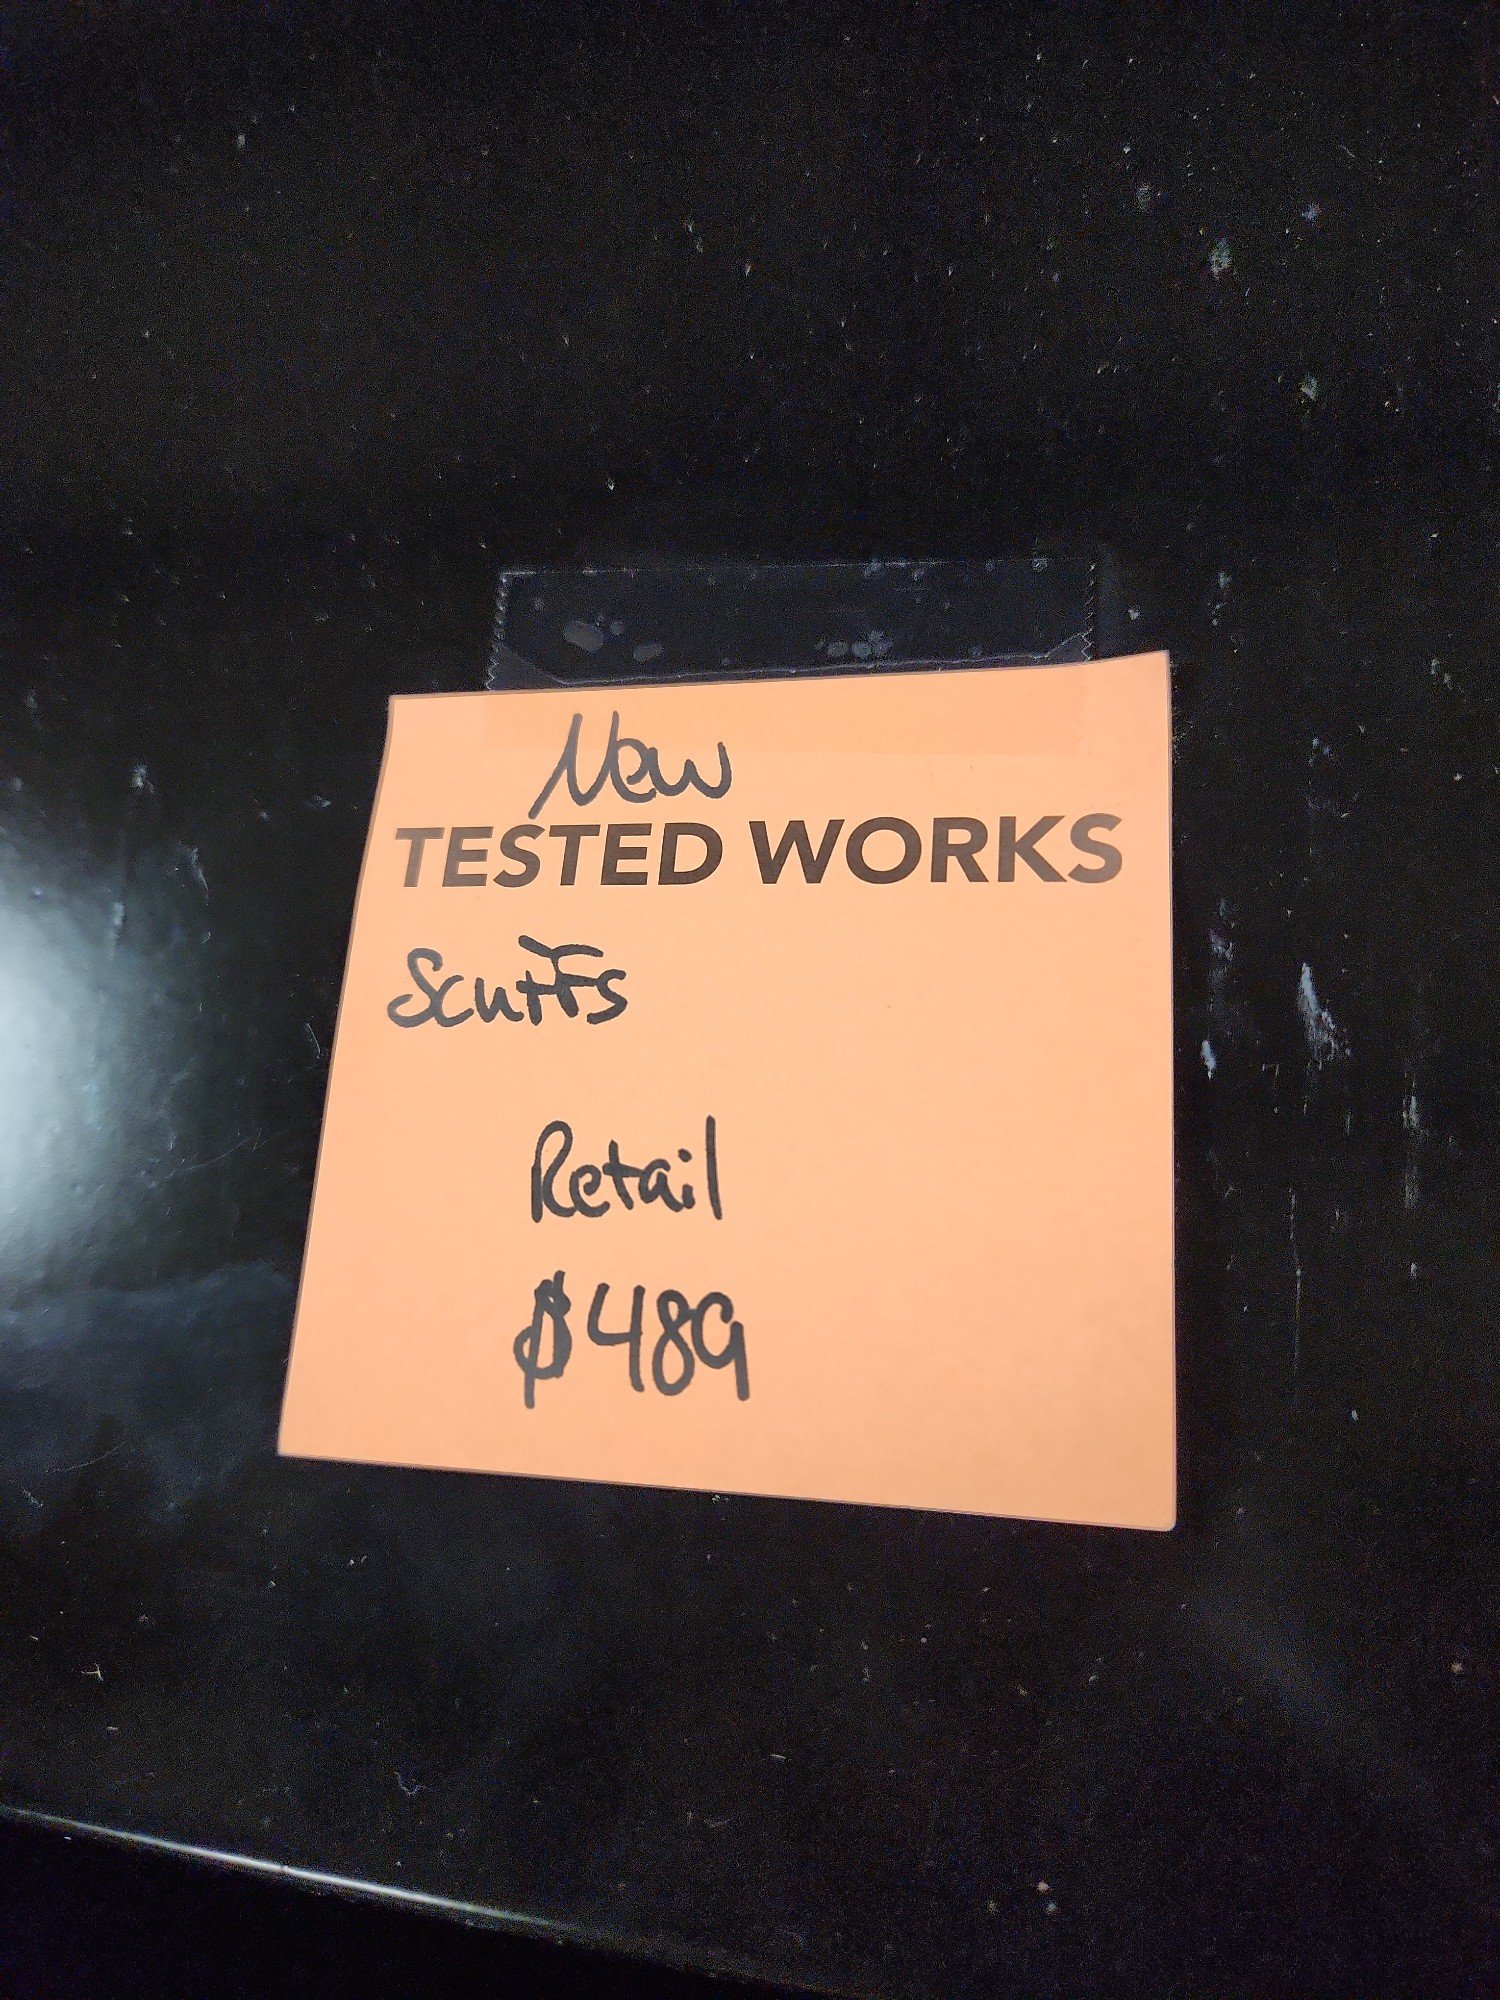 New
TESTED WORKS
Scuffs
Retail
$489